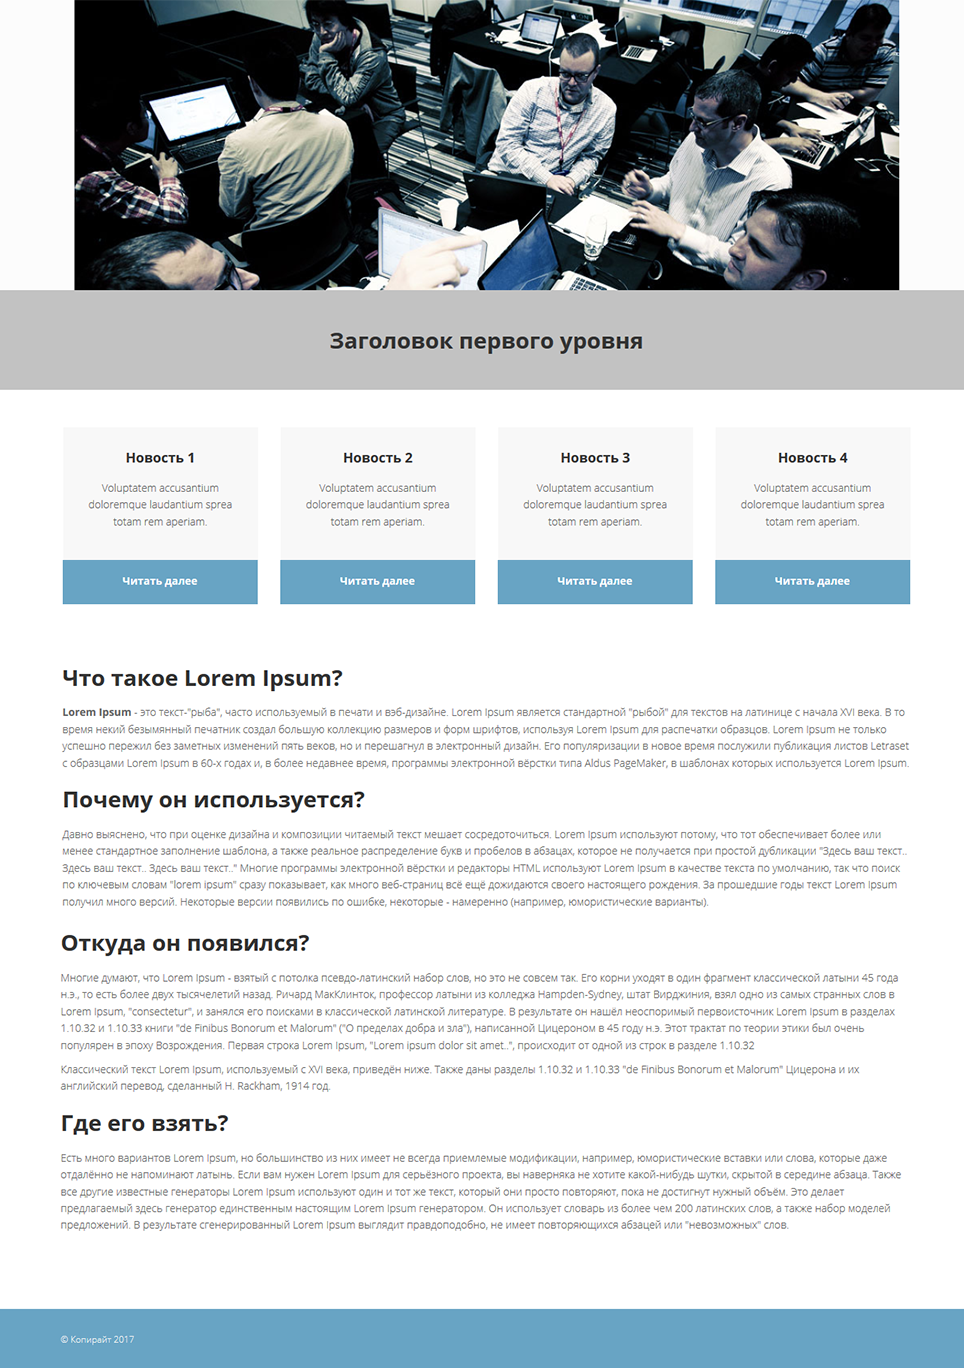 Заголовок первого уровня
Новость 1
Voluptatem accusantium
doloremque laudantium sprea
totam rem aperiam.
Читать далее
Новость 2
Voluptatem accusantium
doloremque laudantium sprea
totam rem aperiam.
Читать далее
Новость 3
Voluptatem accusantium
doloremque laudantium sprea
totam rem aperiam.
Читать далее
Новость 4
Voluptatem accusantium
doloremque laudantium sprea
totam rem aperiam.
Читать далее
Что такое Lorem Ipsum?
Lorem Ipsum - это текст-"рыба", часто используемый в печати и вэб-дизайне. Lorem Ipsum является стандартной "рыбой" для текстов на латинице с начала XVI века. В то
время некий безымянный печатник создал большую коллекцию размеров и форм шрифтов, используя Lorem Ipsum для распечатки образцов. Lorem Ipsum не только
успешно пережил без заметных изменений пять веков, но и перешагнул в электронный дизайн. Его популяризации в новое время послужили публикация листов Letraset
с образцами Lorem Ipsum в 60-х годах и, в более недавнее время, программы электронной вёрстки типа Aldus PageMaker, в шаблонах которых используется Lorem Ipsum.
Почему он используется?
Давно выяснено, что при оценке дизайна и композиции читаемый текст мешает сосредоточиться. Lorem Ipsum используют потому, что тот обеспечивает более или
менее стандартное заполнение шаблона, а также реальное распределение букв и пробелов в абзацах, которое не получается при простой дубликации "Здесь ваш текст..
Здесь ваш текст.. Здесь ваш текст.." Многие программы электронной вёрстки и редакторы HTML используют Lorem Ipsum в качестве текста по умолчанию, так что поиск
по ключевым словам "lorem ipsum" сразу показывает, как много веб-страниц всё ещё дожидаются своего настоящего рождения. За прошедшие годы текст Lorem Ipsum
получил много версий. Некоторые версии появились по ошибке, некоторые - намеренно (например, юмористические варианты).
Откуда он появился?
Многие думают, что Lorem Ipsum - взятый с потолка псевдо-латинский набор слов, но это не совсем так. Его корни уходят в один фрагмент классической латыни 45 года
н.э., то есть более двух тысячелетий назад. Ричард МакКлинток, профессор латыни из колледжа Hampden-Sydney, штат Вирджиния, взял одно из самых странных слов в
Lorem Ipsum, "consectetur", и занялся его поисками в классической латинской литературе. В результате он нашёл неоспоримый первоисточник Lorem Ipsum в разделах
1.10.32 и 1.10.33 книги "de Finibus Bonorum et Malorum" ("О пределах добра и зла"), написанной Цицероном в 45 году н.э. Этот трактат по теории этики был очень
популярен в эпоху Возрождения. Первая строка Lorem Ipsum, "Lorem ipsum dolor sit amet..", происходит от одной из строк в разделе 1.10.32
Классический текст Lorem Ipsum, используемый с XVI века, приведён ниже. Также даны разделы 1.10.32 и 1.10.33 "de Finibus Bonorum et Malorum" Цицерона и их
английский перевод, сделанный H. Rackham, 1914 год.
Где его взять?
Есть много вариантов Lorem Ipsum, но большинство из них имеет не всегда приемлемые модификации, например, юмористические вставки или слова, которые даже
отдалённо не напоминают латынь. Если вам нужен Lorem Ipsum для серьёзного проекта, вы наверняка не хотите какой-нибудь шутки, скрытой в середине абзаца. Также
все другие известные генераторы Lorem Ipsum используют один и тот же текст, который они просто повторяют, пока не достигнут нужный объём. Это делает
предлагаемый здесь генератор единственным настоящим Lorem Ipsum генератором. Он использует словарь из более чем 200 латинских слов, а также набор моделей
предложений. В результате сгенерированный Lorem Ipsum выглядит правдоподобно, не имеет повторяющихся абзацей или "невозможных" слов.
© Копирайт 2017